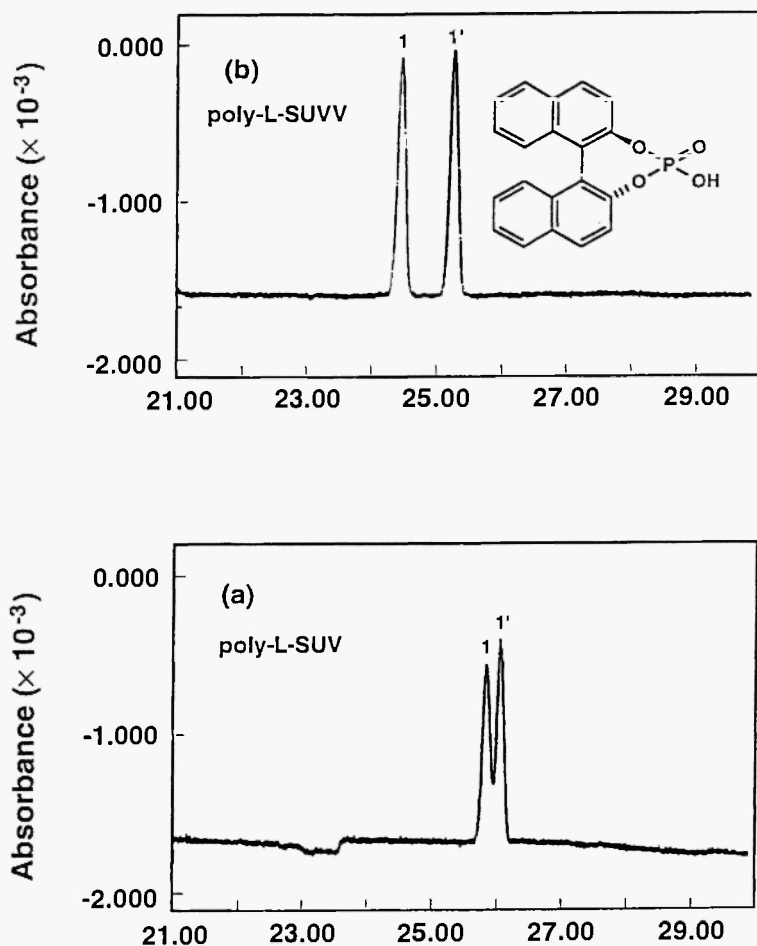 Absorbance (× 10⁻³)
0.000
-1.000
-2.000
(b)
poly-L-SUVV
1
1'
O
O
P
O
OH
21.00 23.00 25.00 27.00 29.00
Absorbance (× 10⁻³)
0.000
-1.000
-2.000
(a)
poly-L-SUV
1
1'
21.00 23.00 25.00 27.00 29.00